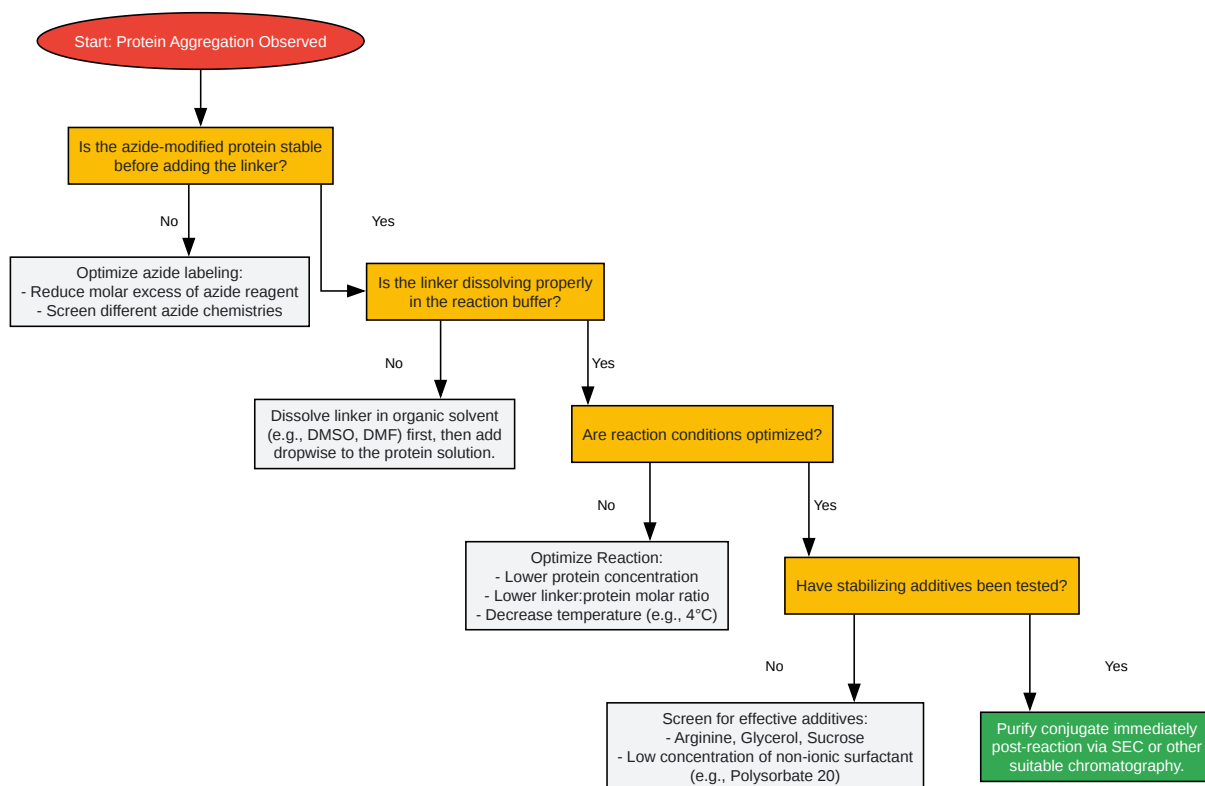 Start: Protein Aggregation Observed
Is the azide-modified protein stable
before adding the linker?
No
Yes
Optimize azide labeling:
- Reduce molar excess of azide reagent
- Screen different azide chemistries
Is the linker dissolving properly
in the reaction buffer?
No
Yes
Dissolve linker in organic solvent
(e.g., DMSO, DMF) first, then add
dropwise to the protein solution.
Are reaction conditions optimized?
No
Yes
Optimize Reaction:
- Lower protein concentration
- Lower linker:protein molar ratio
- Decrease temperature (e.g., 4°C)
Have stabilizing additives been tested?
No
Yes
Screen for effective additives:
- Arginine, Glycerol, Sucrose
- Low concentration of non-ionic surfactant
(e.g., Polysorbate 20)
Purify conjugate immediately
post-reaction via SEC or other
suitable chromatography.